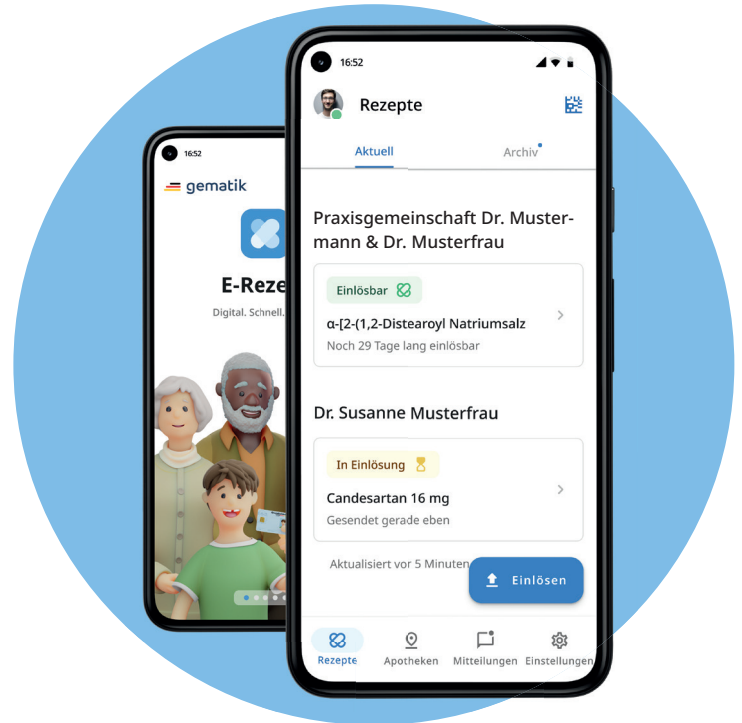 16:52
gematik
E-Reze
Digital. Schnell.
16:52
Rezepte
Aktuell
Archiv
Praxisgemeinschaft Dr. Muster-
mann & Dr. Musterfrau
Einlösbar
α-[2-(1,2-Distearoyl Natriumsalz
Noch 29 Tage lang einlösbar
Dr. Susanne Musterfrau
In Einlösung
Candesartan 16 mg
Gesendet gerade eben
Aktualisiert vor 5 Minuten
Einlösen
Rezepte
Apotheken
Mitteilungen
Einstellungen